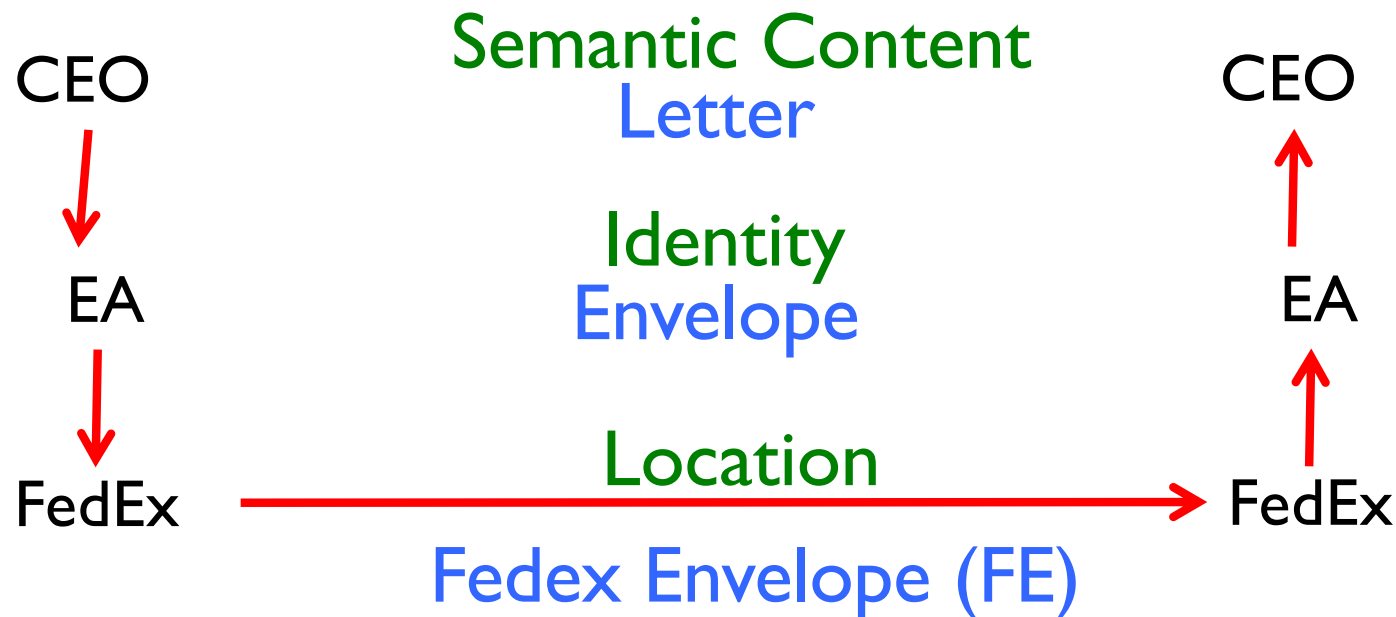 Semantic Content
CEO
Letter
CEO
Identity
EA
Envelope
EA
Location
FedEx
FedEx
Fedex Envelope (FE)